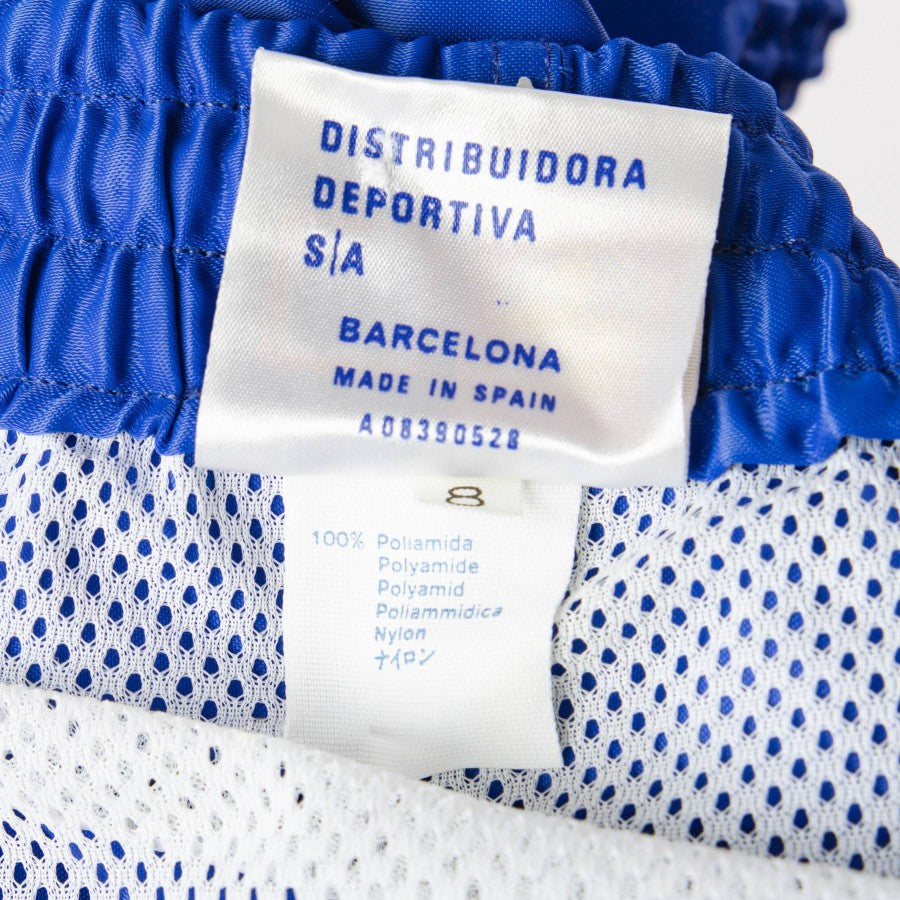 DISTRIBUIDORA
DEPORTIVA
S/A
BARCELONA
MADE IN SPAIN
A08390528
8
100% Poliamida
Polyamide
Polyamid
Poliammidica
Nylon
ナイロン